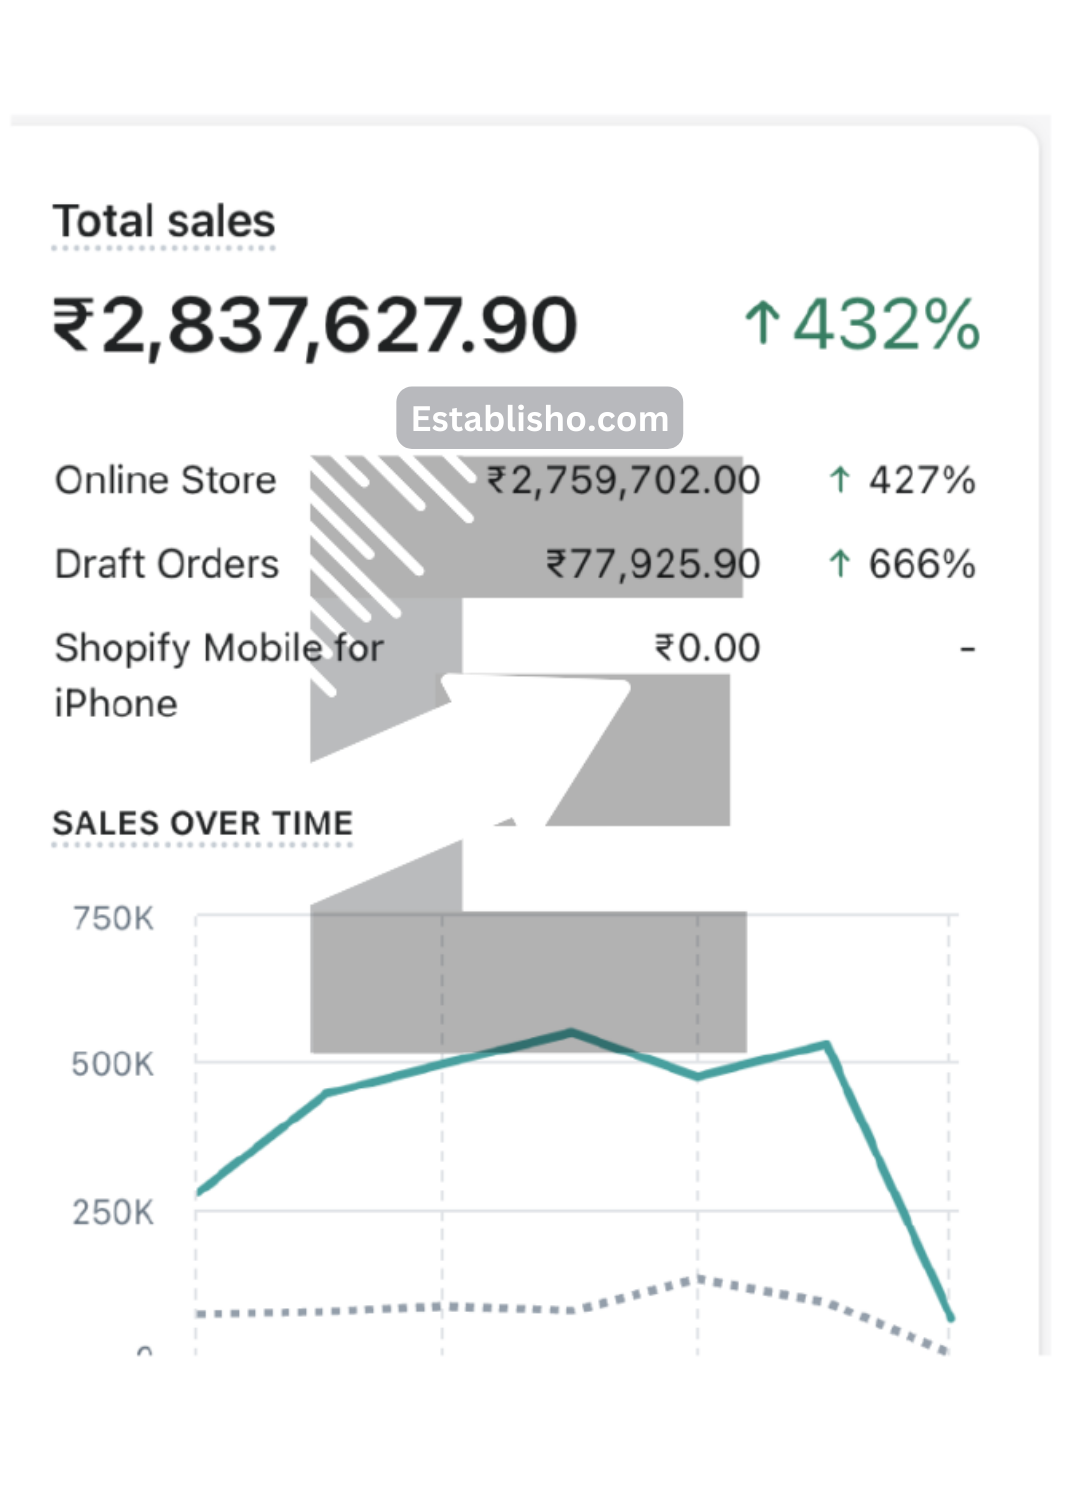 Total sales
₹2,837,627.90 ↑432%
Establisho.com
Online Store ₹2,759,702.00 ↑ 427%
Draft Orders ₹77,925.90 ↑ 666%
Shopify Mobile for ₹0.00 -
iPhone
SALES OVER TIME
750K
500K
250K
0